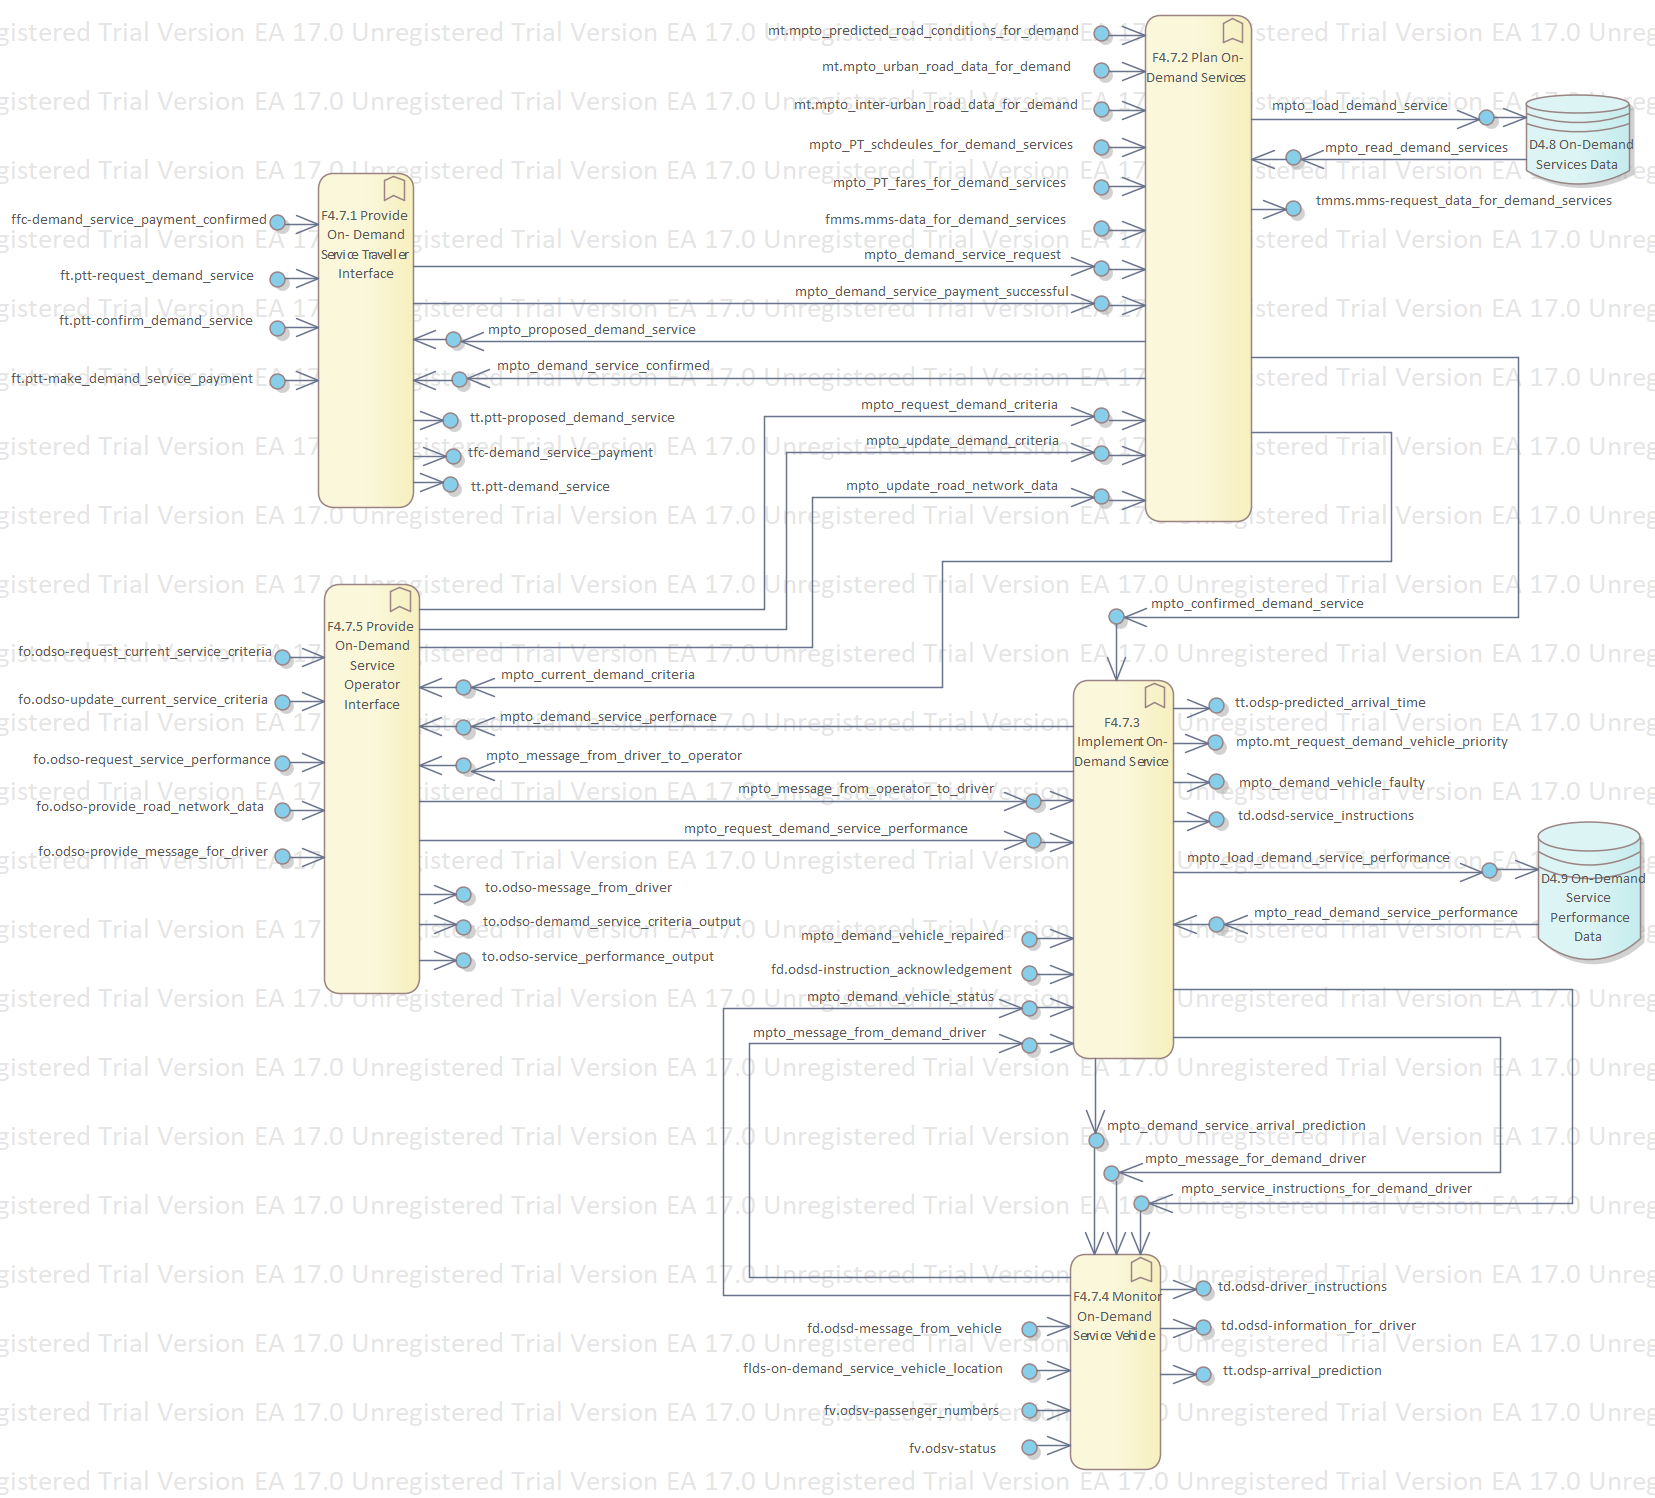 mt.mpto_predicted_road_conditions_for_demand
mt.mpto_urban_road_data_for_demand
mt.mpto_inter-urban_road_data_for_demand
mpto_PT_schdeules_for_demand_services
mpto_PT_fares_for_demand_services
fmms.mms-data_for_demand_services
mpto_demand_service_request
mpto_demand_service_payment_successful
mpto_proposed_demand_service
mpto_demand_service_confirmed
mpto_request_demand_criteria
mpto_update_demand_criteria
mpto_update_road_network_data
F4.7.2 Plan On-
Demand Services
mpto_load_demand_service
mpto_read_demand_services
tmms.mms-request_data_for_demand_services
D4.8 On-Demand
Services Data
ffc-demand_service_payment_confirmed
ft.ptt-request_demand_service
ft.ptt-confirm_demand_service
ft.ptt-make_demand_service_payment
F4.7.1 Provide
On- Demand
Service Traveller
Interface
tt.ptt-proposed_demand_service
tfc-demand_service_payment
tt.ptt-demand_service
F4.7.5 Provide
On-Demand
Service
Operator
Interface
fo.odso-request_current_service_criteria
fo.odso-update_current_service_criteria
fo.odso-request_service_performance
fo.odso-provide_road_network_data
fo.odso-provide_message_for_driver
mpto_current_demand_criteria
mpto_demand_service_perfornace
mpto_message_from_driver_to_operator
mpto_message_from_operator_to_driver
mpto_request_demand_service_performance
to.odso-message_from_driver
to.odso-demamd_service_criteria_output
to.odso-service_performance_output
mpto_confirmed_demand_service
F4.7.3
Implement On-
Demand Service
tt.odsp-predicted_arrival_time
mpto.mt_request_demand_vehicle_priority
mpto_demand_vehicle_faulty
td.odsd-service_instructions
mpto_load_demand_service_performance
mpto_read_demand_service_performance
D4.9 On-Demand
Service
Performance
Data
mpto_demand_vehicle_repaired
fd.odsd-instruction_acknowledgement
mpto_demand_vehicle_status
mpto_message_from_demand_driver
mpto_demand_service_arrival_prediction
mpto_message_for_demand_driver
mpto_service_instructions_for_demand_driver
F4.7.4 Monitor
On-Demand
Service Vehicle
td.odsd-driver_instructions
td.odsd-information_for_driver
tt.odsp-arrival_prediction
fd.odsd-message_from_vehicle
flds-on-demand_service_vehicle_location
fv.odsv-passenger_numbers
fv.odsv-status